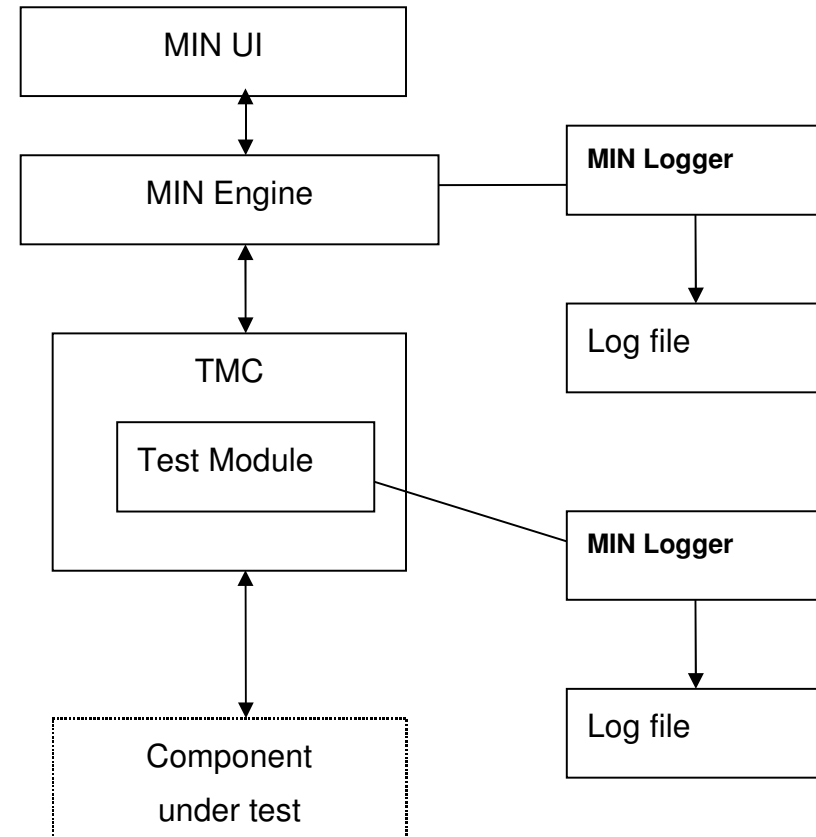 MIN UI
MIN Engine
MIN Logger
Log file
TMC
Test Module
MIN Logger
Log file
Component
under test